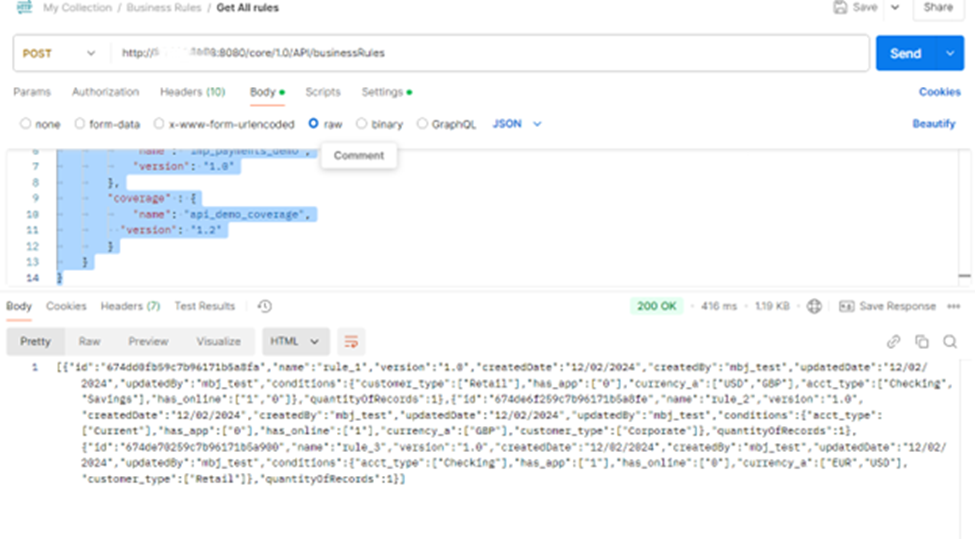 HTTP My Collection / Business Rules / Get All rules Save Share
POST http:// :8080/core/1.0/API/businessRules Send
Params Authorization Headers (10) Body Scripts Settings Cookies
none form-data x-www-form-urlencoded raw binary GraphQL JSON Beautify
Comment
6 "name": "imp_payments_demo",
7 "version": "1.0"
8 },
9 "coverage" : {
10 "name": "api_demo_coverage",
11 "version": "1.2"
12 }
13 }
14 }
Body Cookies Headers (7) Test Results 200 OK 416 ms 1.19 KB Save Response
Pretty Raw Preview Visualize HTML
1 [{"id":"674dd0fb59c7b96171b5a8fa","name":"rule_1","version":"1.0","createdDate":"12/02/2024","createdBy":"mbj_test","updatedDate":"12/02/
2024","updatedBy":"mbj_test","conditions":{"customer_type":["Retail"],"has_app":["0"],"currency_a":["USD","GBP"],"acct_type":["Checking",
"Savings"],"has_online":["1","0"]},"quantityOfRecords":1},{"id":"674de6f259c7b96171b5a8fe","name":"rule_2","version":"1.0",
"createdDate":"12/02/2024","createdBy":"mbj_test","updatedDate":"12/02/2024","updatedBy":"mbj_test","conditions":{"acct_type":
["Current"],"has_app":["0"],"has_online":["1"],"currency_a":["GBP"],"customer_type":["Corporate"]},"quantityOfRecords":1},
{"id":"674de70259c7b96171b5a900","name":"rule_3","version":"1.0","createdDate":"12/02/2024","createdBy":"mbj_test","updatedDate":"12/02/
2024","updatedBy":"mbj_test","conditions":{"acct_type":["Checking"],"has_app":["1"],"has_online":["0"],"currency_a":["EUR","USD"],
"customer_type":["Retail"]},"quantityOfRecords":1}]